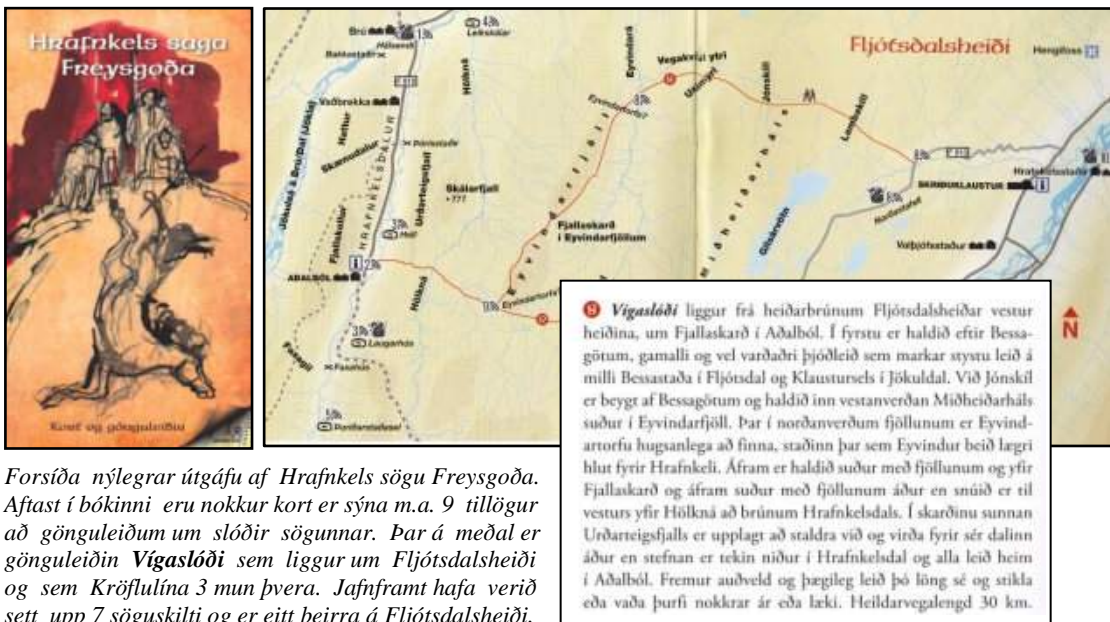 Hrafnkels saga
Freysgoða
Kort og gönguleiðir
Fljótsdalsheiði
Hengifoss
Brú
Hölkná
Eyvindará
Vegakvísl ytri
Jónskíll
Vaðbrekka
HRAFNKELSDALUR
Skænudalur
Urðarteigsfjall
Skálarfjall
Fjallaskarð
í Eyvindarfjöllum
Eyvindarfjöll
Miðheiðarháls
Gilsárvötn
SKRIÐUKLAUSTUR
Valþjófsstaður
AÐALBÓL
Hölkná
Laugarhús
Faxahús
N
9 Vígaslóði liggur frá heiðarbrúnum Fljótsdalsheiðar vestur
heiðina, um Fjallaskarð í Aðalból. Í fyrstu er haldið eftir Bessa-
götum, gamalli og vel varðaðri þjóðleið sem markar stystu leið á
milli Bessastaða í Fljótsdal og Klaustursels í Jökuldal. Við Jónskíl
er beygt af Bessagötum og haldið inn vestanverðan Miðheiðarháls
suður í Eyvindarfjöll. Þar í norðanverðum fjöllunum er Eyvind-
artorfu hugsanlega að finna, staðinn þar sem Eyvindur beið lægri
hlut fyrir Hrafnkeli. Áfram er haldið suður með fjöllunum og yfir
Fjallaskarð og áfram suður með fjöllunum áður en snúið er til
vesturs yfir Hölkná að brúnum Hrafnkelsdals. Í skarðinu sunnan
Urðarteigsfjalls er upplagt að staldra við og virða fyrir sér dalinn
áður en stefnan er tekin niður í Hrafnkelsdal og alla leið heim
í Aðalból. Fremur auðveld og þægileg leið þó löng sé og stikla
eða vaða þurfi nokkrar ár eða læki. Heildarvegalengd 30 km.
Forsíða nýlegrar útgáfu af Hrafnkels sögu Freysgoða.
Aftast í bókinni eru nokkur kort er sýna m.a. 9 tillögur
að gönguleiðum um slóðir sögunnar. Þar á meðal er
gönguleiðin Vígaslóði sem liggur um Fljótsdalsheiði
og sem Kröflulína 3 mun þvera. Jafnframt hafa verið
sett upp 7 söguskilti og er eitt þeirra á Fljótsdalsheiði.